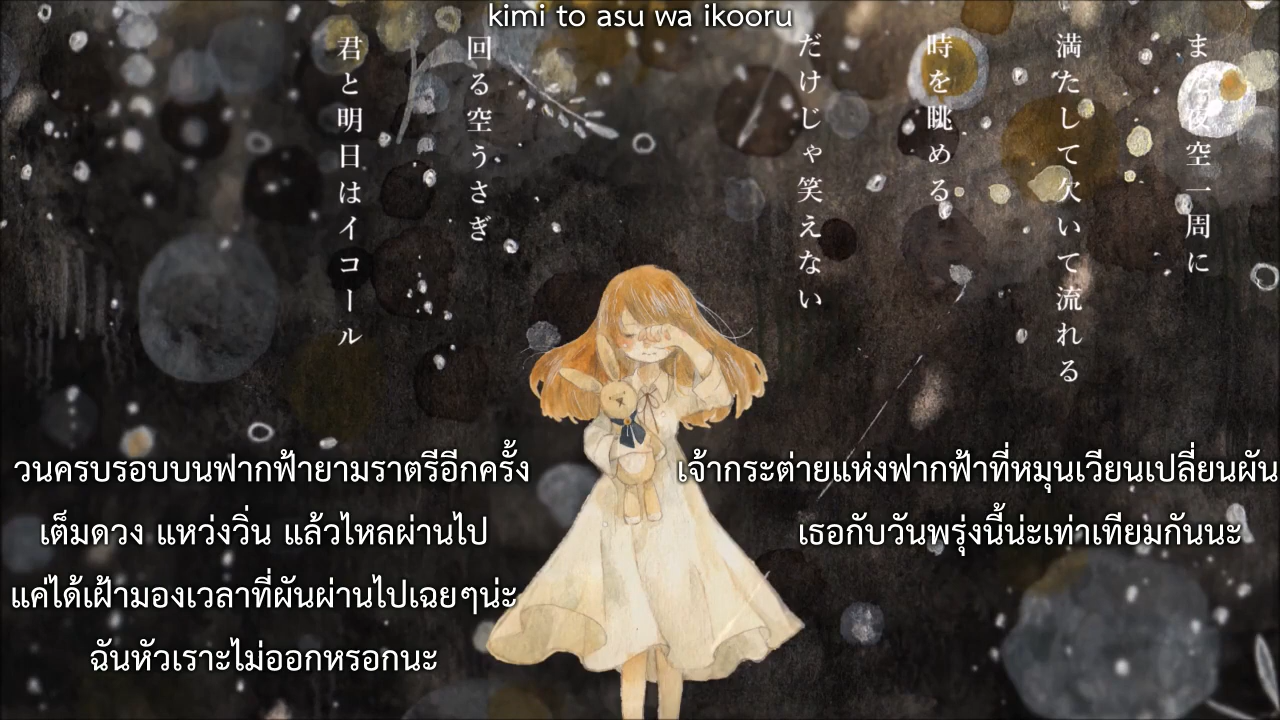 kimi to asu wa ikooru
また夜空一周に
満たして欠いて流れる
時を眺める
だけじゃ笑えない
回る空うさぎ
君と明日はイコール
วนครบรอบบนฟากฟ้ายามราตรีอีกครั้ง
เต็มดวง แหว่งวิ่น แล้วไหลผ่านไป
แค่ได้เฝ้ามองเวลาที่ผันผ่านไปเฉยๆน่ะ
ฉันหัวเราะไม่ออกหรอกนะ
เจ้ากระต่ายแห่งฟากฟ้าที่หมุนเวียนเปลี่ยนผัน
เธอกับวันพรุ่งนี้น่ะเท่าเทียมกันนะ